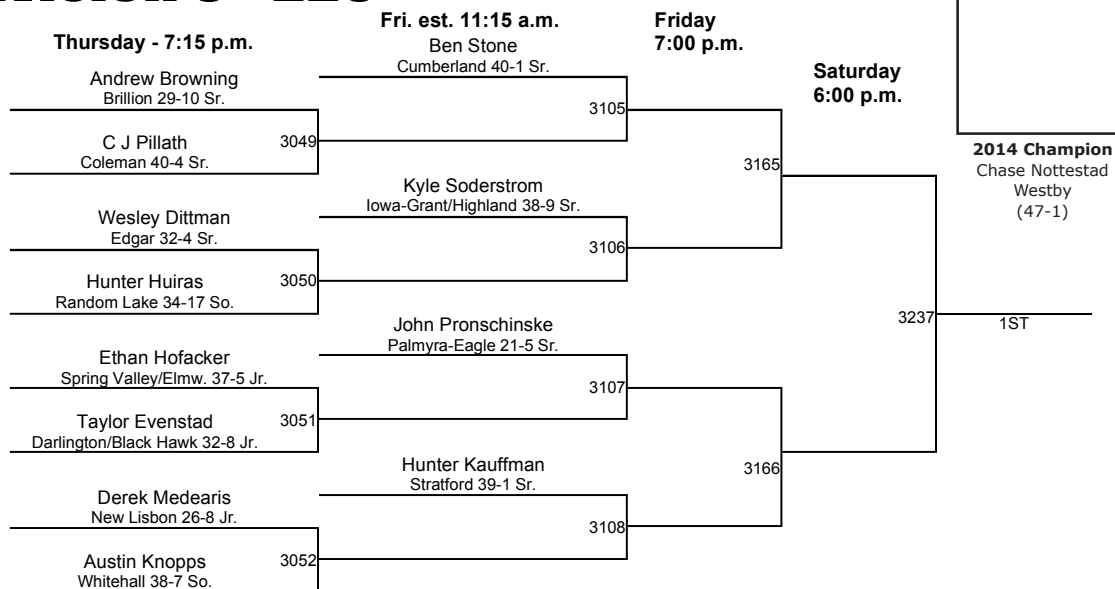 Thursday - 7:15 p.m.
Fri. est. 11:15 a.m.
Friday
7:00 p.m.
Saturday
6:00 p.m.
Andrew Browning
Brillion 29-10 Sr.
C J Pillath
Coleman 40-4 Sr.
3049
Wesley Dittman
Edgar 32-4 Sr.
Hunter Huiras
Random Lake 34-17 So.
3050
Ethan Hofacker
Spring Valley/Elmw. 37-5 Jr.
Taylor Evenstad
Darlington/Black Hawk 32-8 Jr.
3051
Derek Medearis
New Lisbon 26-8 Jr.
Austin Knopps
Whitehall 38-7 So.
3052
Ben Stone
Cumberland 40-1 Sr.
3105
Kyle Soderstrom
Iowa-Grant/Highland 38-9 Sr.
3106
John Pronschinske
Palmyra-Eagle 21-5 Sr.
3107
Hunter Kauffman
Stratford 39-1 Sr.
3108
3165
3166
3237
1ST
2014 Champion
Chase Nottestad
Westby
(47-1)